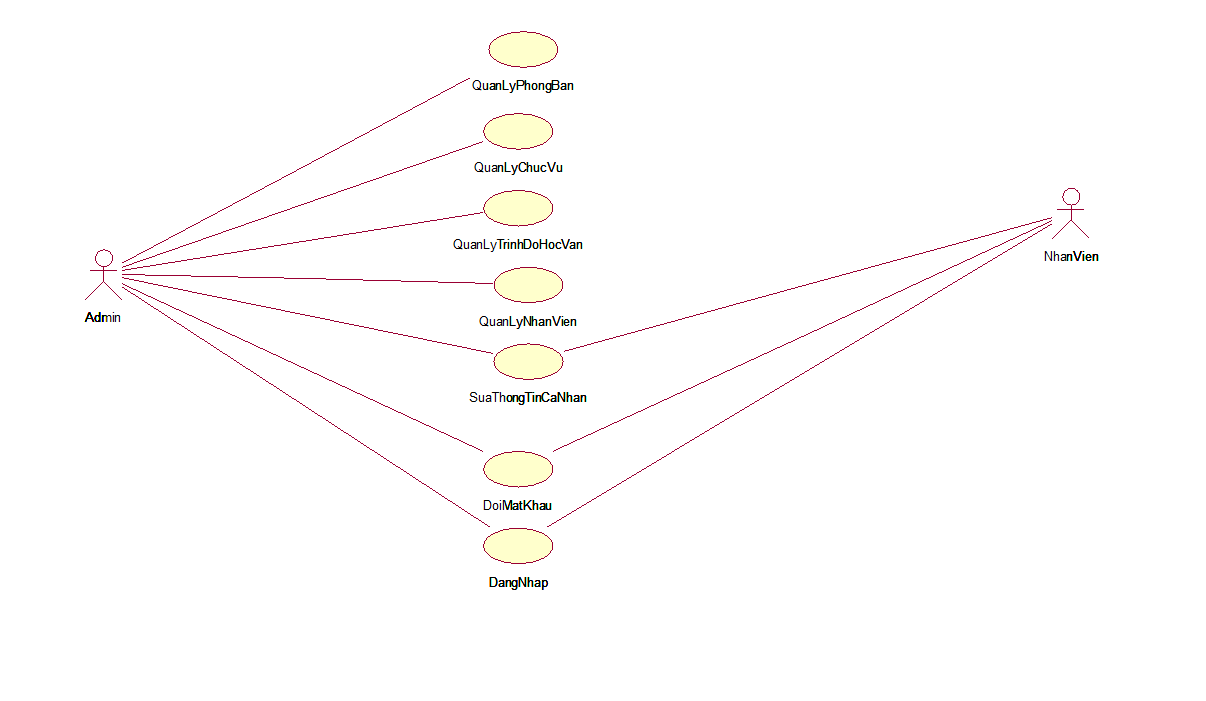 QuanLyPhongBan
QuanLyChucVu
QuanLyTrinhDoHocVan
NhanVien
Admin
QuanLyNhanVien
SuaThongTinCaNhan
DoiMatKhau
DangNhap